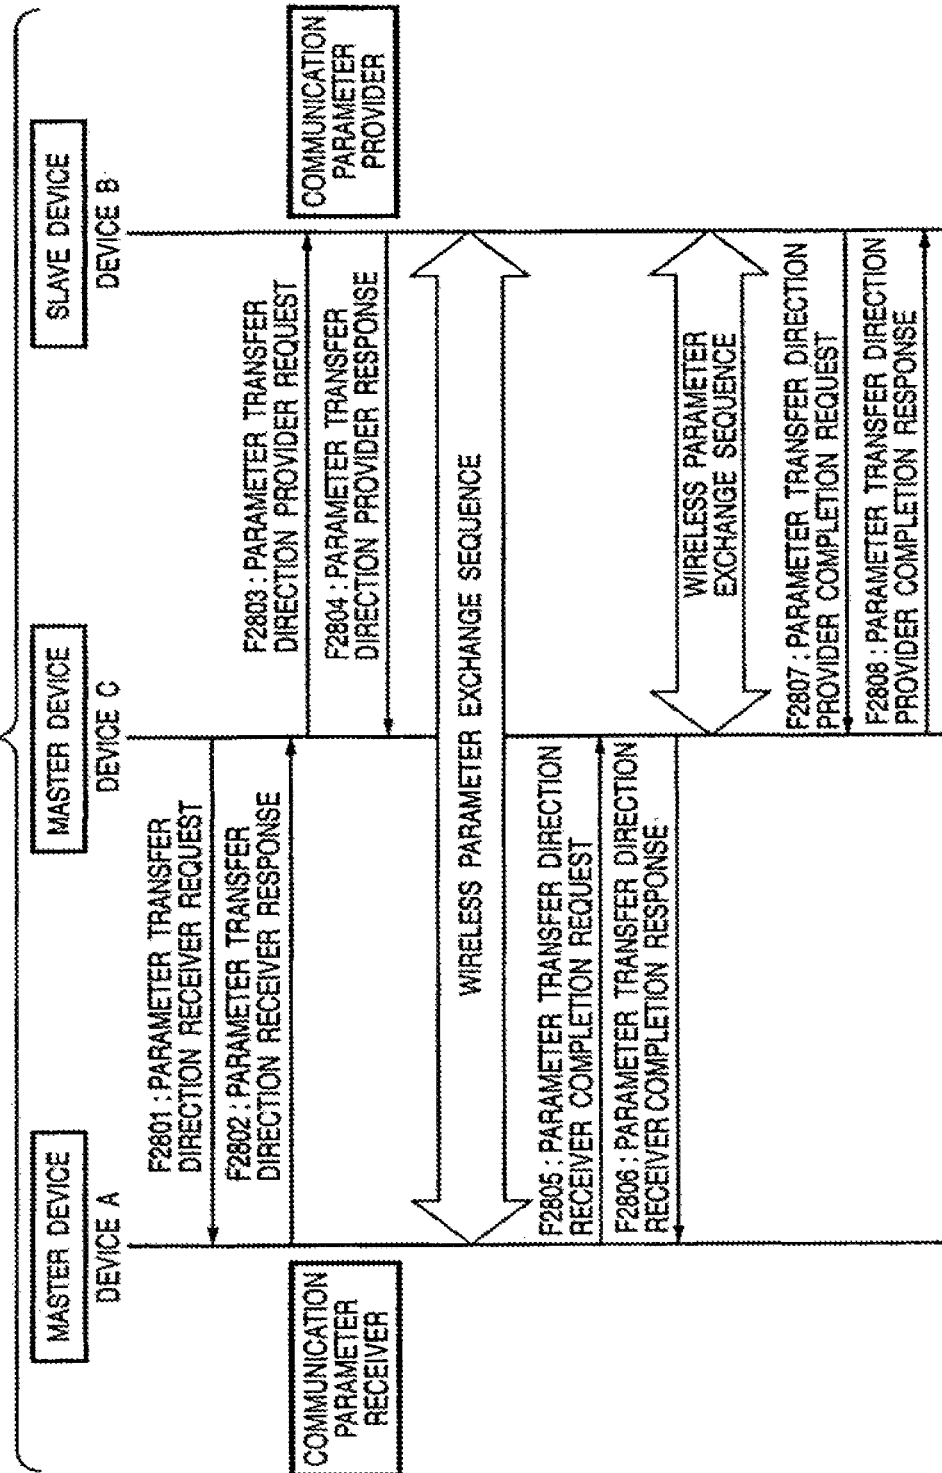 MASTER DEVICE
DEVICE A
MASTER DEVICE
DEVICE C
SLAVE DEVICE
DEVICE B
F2801 : PARAMETER TRANSFER
DIRECTION RECEIVER REQUEST
F2802 : PARAMETER TRANSFER
DIRECTION RECEIVER RESPONSE
COMMUNICATION
PARAMETER
RECEIVER
F2803 : PARAMETER TRANSFER
DIRECTION PROVIDER REQUEST
F2804 : PARAMETER TRANSFER
DIRECTION PROVIDER RESPONSE
COMMUNICATION
PARAMETER
PROVIDER
WIRELESS PARAMETER EXCHANGE SEQUENCE
F2805 : PARAMETER TRANSFER DIRECTION
RECEIVER COMPLETION REQUEST
F2806 : PARAMETER TRANSFER DIRECTION
RECEIVER COMPLETION RESPONSE
WIRELESS PARAMETER
EXCHANGE SEQUENCE
F2807 : PARAMETER TRANSFER DIRECTION
PROVIDER COMPLETION REQUEST
F2808 : PARAMETER TRANSFER DIRECTION
PROVIDER COMPLETION RESPONSE